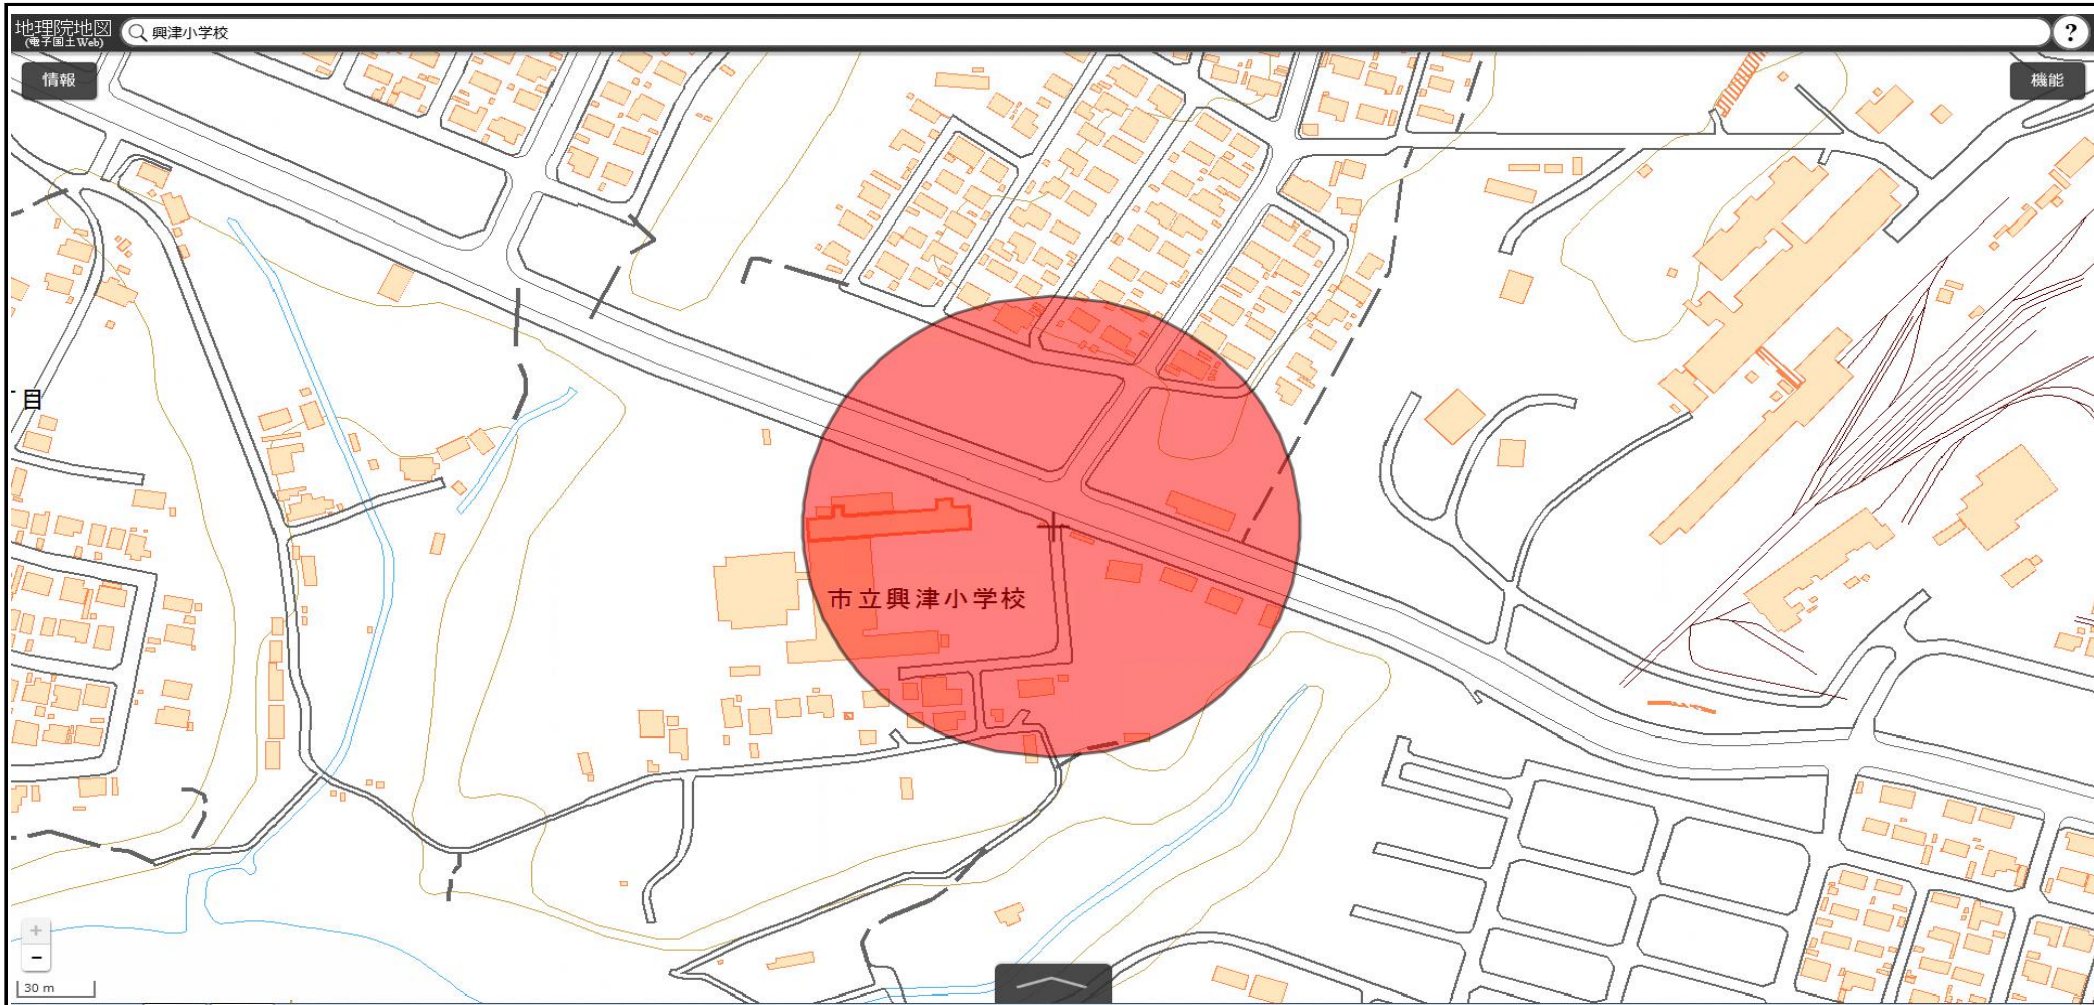 地理院地図
(電子国土Web)
興津小学校
?
情報
機能
目
市立興津小学校
+
-
30 m